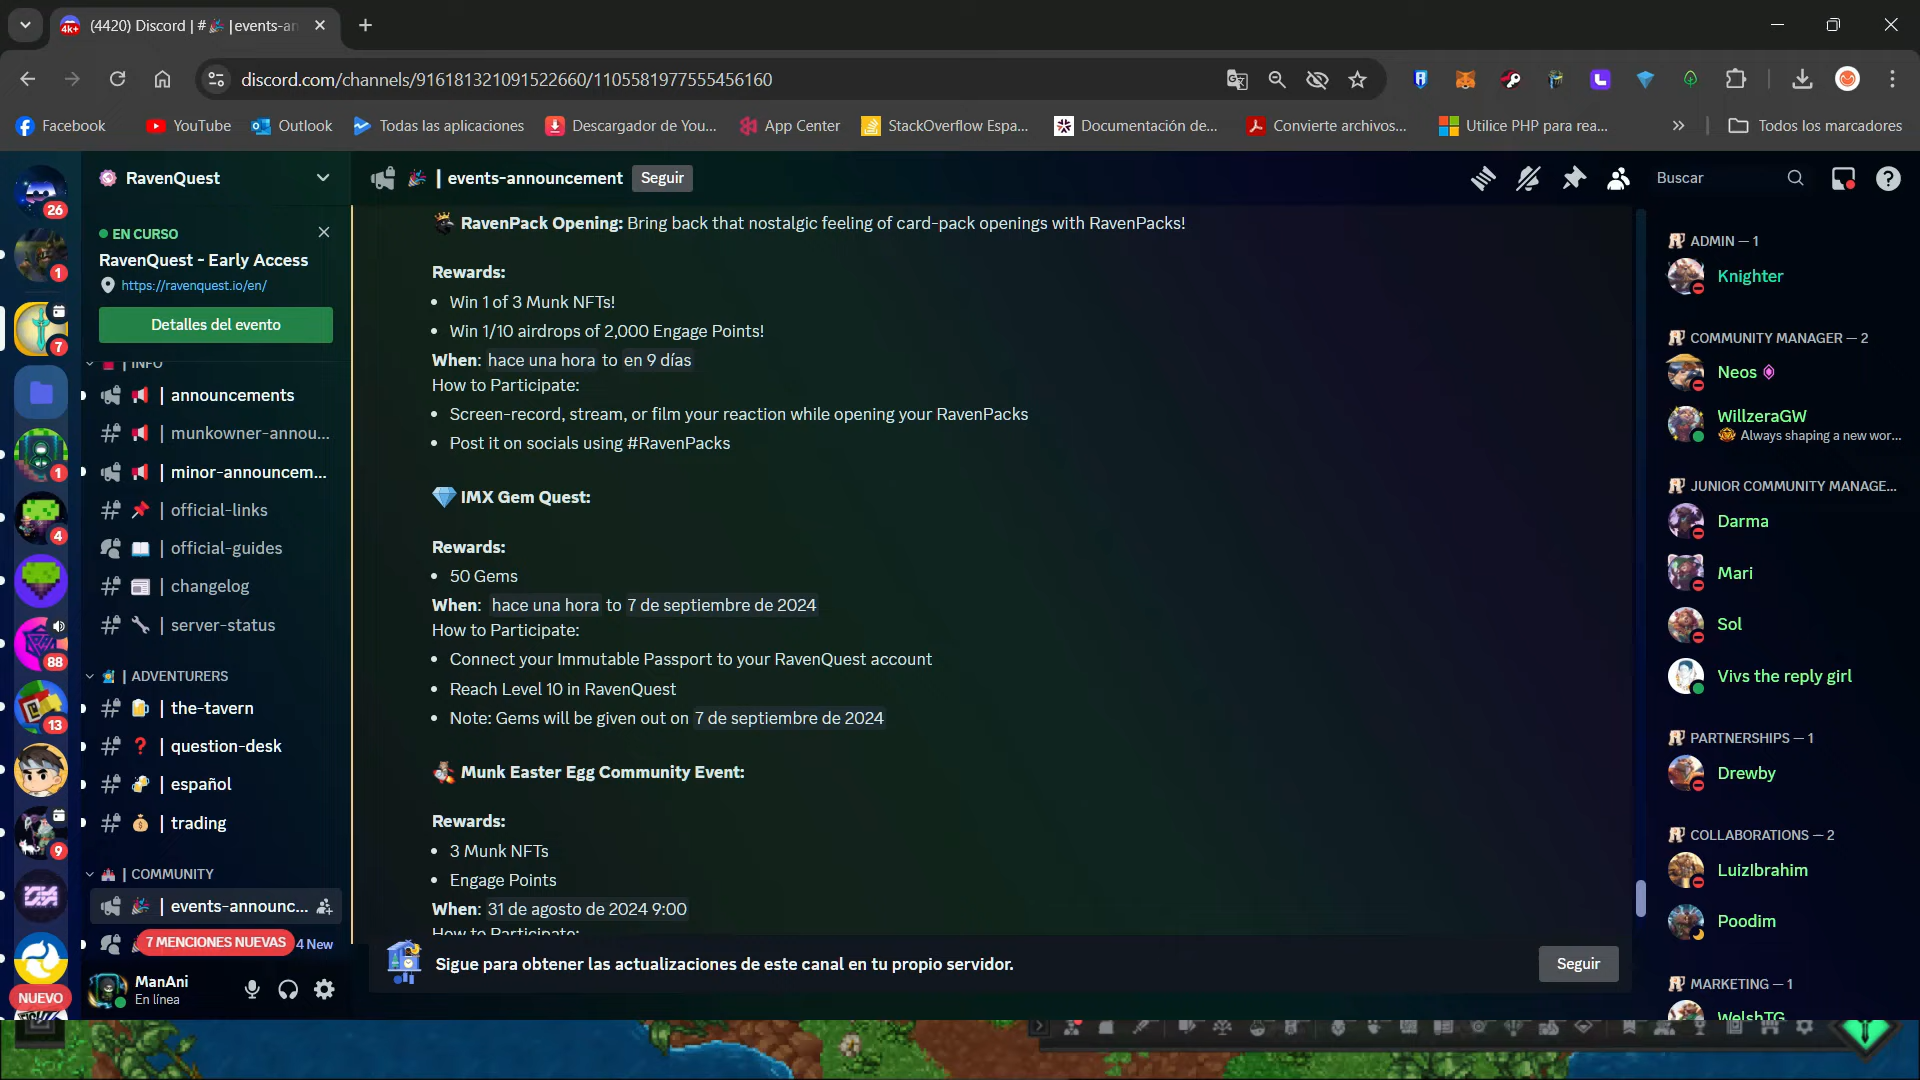 4k+
(4420) Discord | # 🎉 |events-an
discord.com/channels/916181321091522660/1105581977555456160
Facebook
YouTube
Outlook
Todas las aplicaciones
Descargador de You...
App Center
StackOverflow Espa...
Documentación de...
Convierte archivos...
Utilice PHP para rea...
»
Todos los marcadores
26
1
7
1
4
88
13
9
NUEVO
RavenQuest
EN CURSO
RavenQuest - Early Access
https://ravenquest.io/en/
Detalles del evento
| INFO
| announcements
| munkowner-annou...
| minor-announcem...
| official-links
| official-guides
| changelog
| server-status
| ADVENTURERS
| the-tavern
| question-desk
| español
| trading
| COMMUNITY
| events-announc...
7 MENCIONES NUEVAS
4 New
ManAni
En línea
| events-announcement
Seguir
Buscar
RavenPack Opening: Bring back that nostalgic feeling of card-pack openings with RavenPacks!
Rewards:
• Win 1 of 3 Munk NFTs!
• Win 1/10 airdrops of 2,000 Engage Points!
When: hace una hora to en 9 días
How to Participate:
• Screen-record, stream, or film your reaction while opening your RavenPacks
• Post it on socials using #RavenPacks
IMX Gem Quest:
Rewards:
• 50 Gems
When: hace una hora to 7 de septiembre de 2024
How to Participate:
• Connect your Immutable Passport to your RavenQuest account
• Reach Level 10 in RavenQuest
• Note: Gems will be given out on 7 de septiembre de 2024
Munk Easter Egg Community Event:
Rewards:
• 3 Munk NFTs
• Engage Points
When: 31 de agosto de 2024 9:00
How to Participate:
Sigue para obtener las actualizaciones de este canal en tu propio servidor.
Seguir
ADMIN — 1
Knighter
COMMUNITY MANAGER — 2
Neos
WillzeraGW
Always shaping a new wor...
JUNIOR COMMUNITY MANAGE...
Darma
Mari
Sol
Vivs the reply girl
PARTNERSHIPS — 1
Drewby
COLLABORATIONS — 2
LuizIbrahim
Poodim
MARKETING — 1
WelshTG